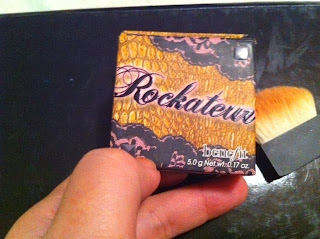 Rockateur
benefit
5.0 g Net wt. 0.17 oz.